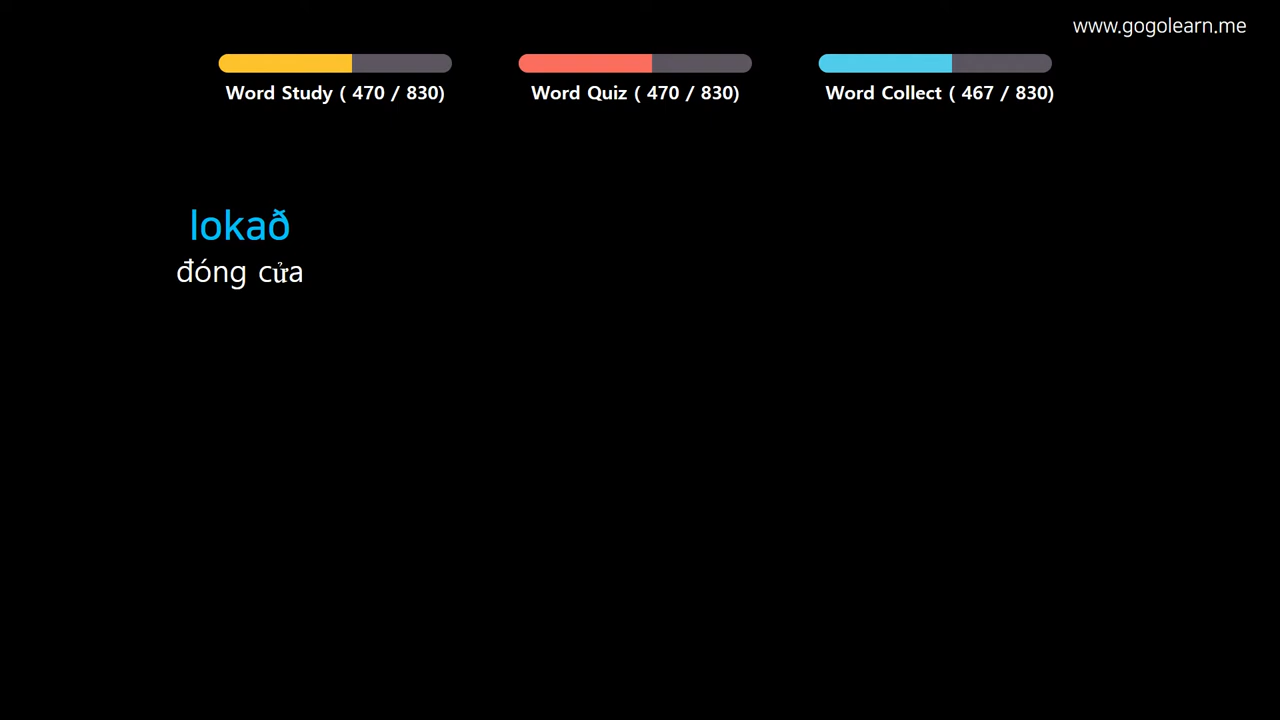 www.gogolearn.me
Word Study ( 470 / 830)
Word Quiz ( 470 / 830)
Word Collect ( 467 / 830)
lokað
đóng cửa